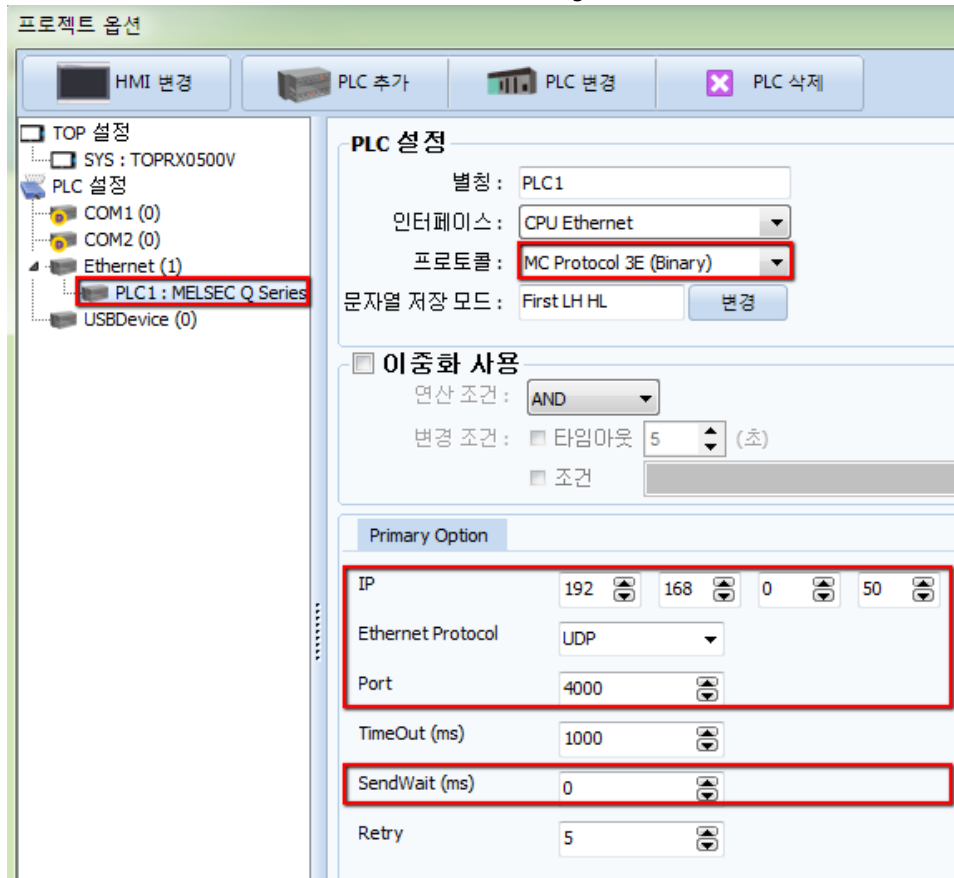 프로젝트 옵션
HMI 변경 PLC 추가 PLC 변경 PLC 삭제
TOP 설정
SYS : TOPRX0500V
PLC 설정
COM1 (0)
COM2 (0)
Ethernet (1)
PLC1 : MELSEC Q Series
USBDevice (0)
PLC 설정
별칭 : PLC1
인터페이스 : CPU Ethernet
프로토콜 : MC Protocol 3E (Binary)
문자열 저장 모드 : First LH HL 변경
이중화 사용
연산 조건 : AND
변경 조건 : 타임아웃 5 (초)
조건
Primary Option
IP 192 168 0 50
Ethernet Protocol UDP
Port 4000
TimeOut (ms) 1000
SendWait (ms) 0
Retry 5